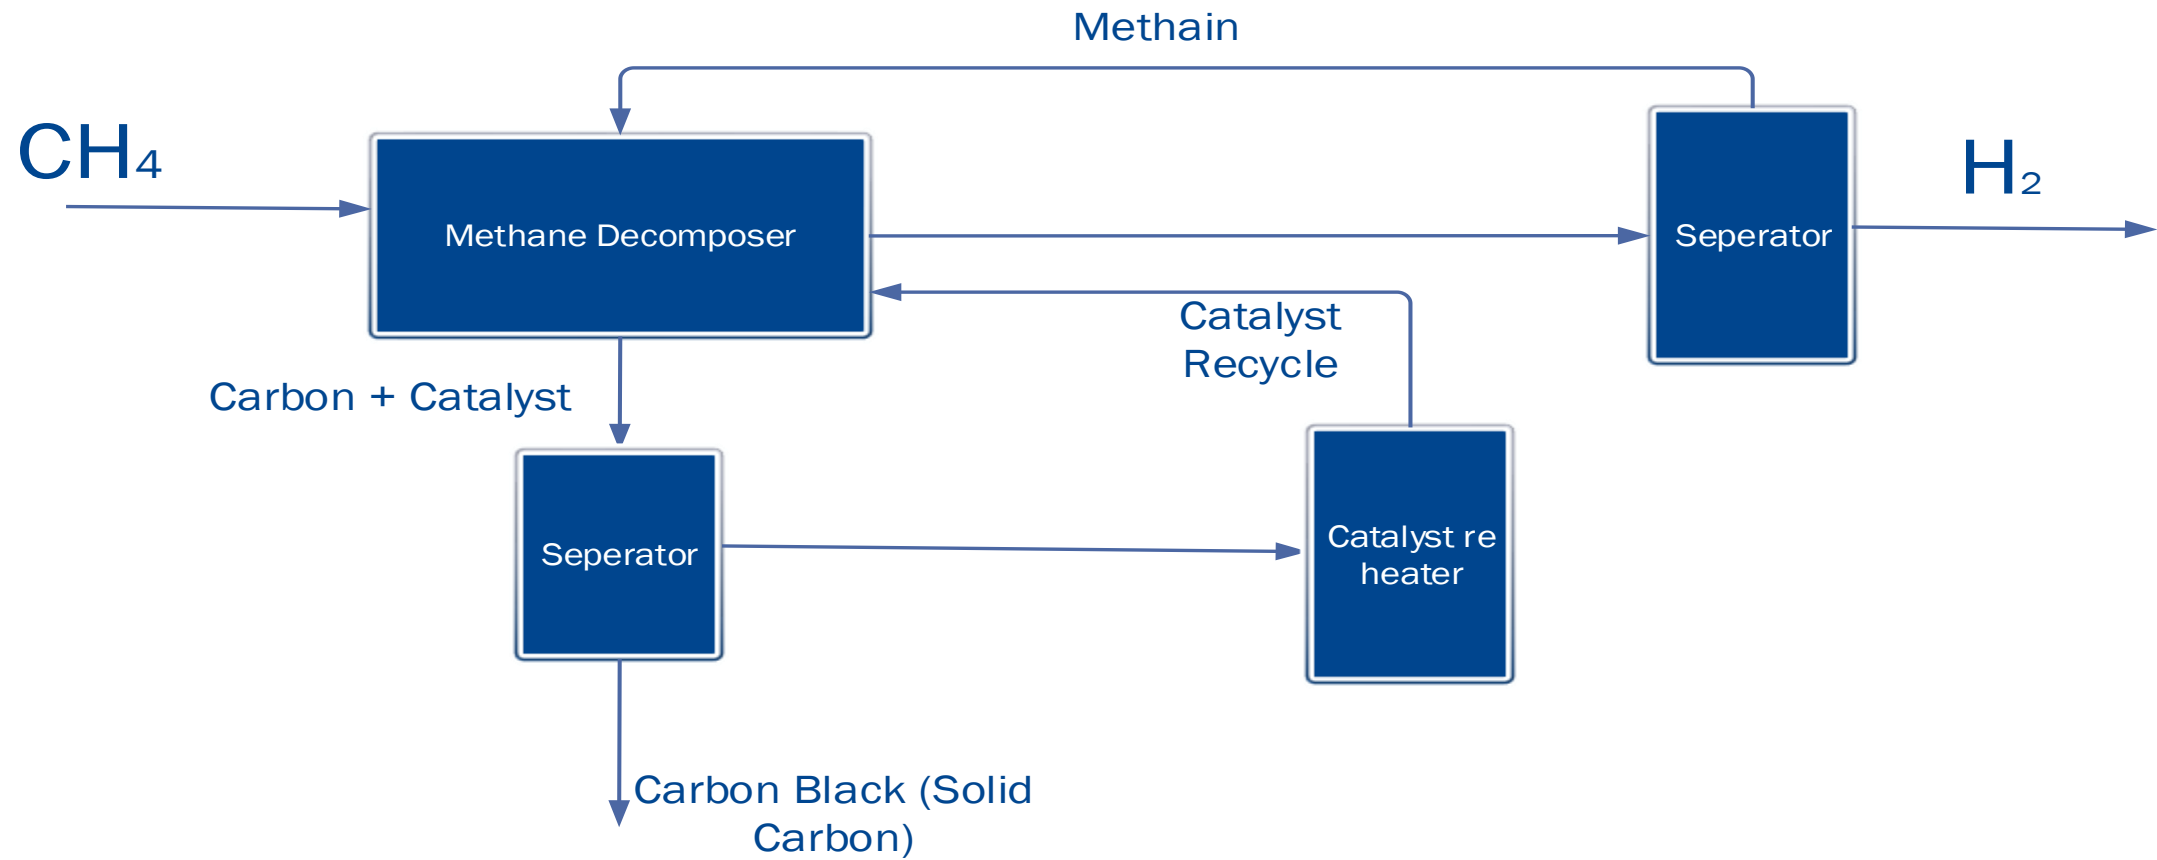 Methain
CH₄
H₂
Methane Decomposer
Seperator
Catalyst
Recycle
Carbon + Catalyst
Seperator
Catalyst re
heater
Carbon Black (Solid
Carbon)